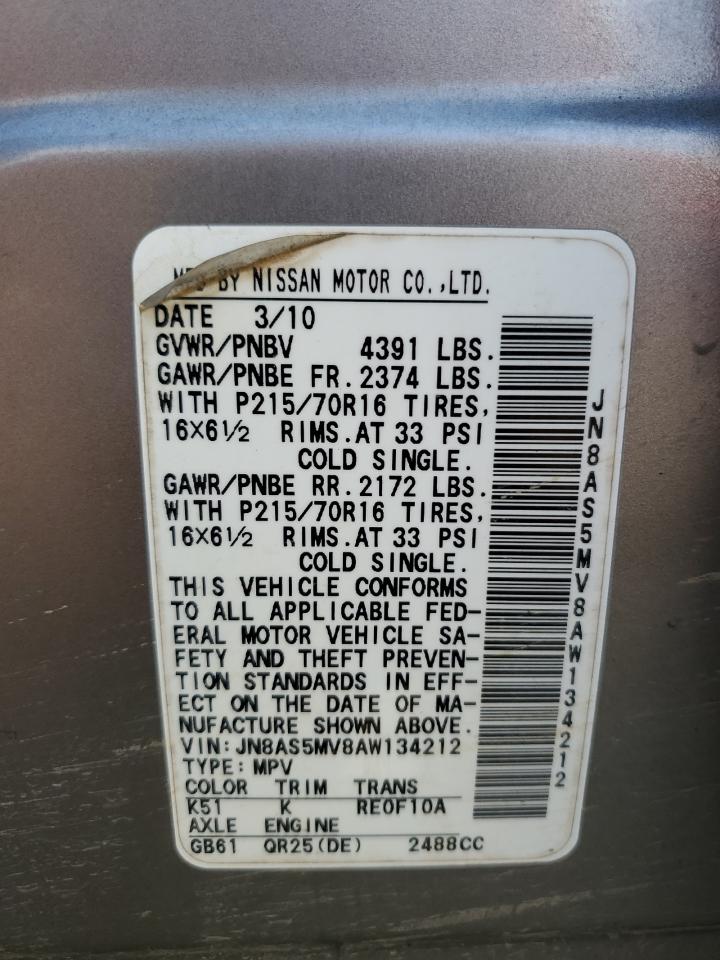 MFG BY NISSAN MOTOR CO.,LTD.
DATE 3/10
GVWR/PNBV 4391 LBS.
GAWR/PNBE FR.2374 LBS.
WITH P215/70R16 TIRES,
16X6½ RIMS.AT 33 PSI
COLD SINGLE.
GAWR/PNBE RR.2172 LBS.
WITH P215/70R16 TIRES,
16X6½ RIMS.AT 33 PSI
COLD SINGLE.
THIS VEHICLE CONFORMS
TO ALL APPLICABLE FED-
ERAL MOTOR VEHICLE SA-
FETY AND THEFT PREVEN-
TION STANDARDS IN EFF-
ECT ON THE DATE OF MA-
NUFACTURE SHOWN ABOVE.
VIN:JN8AS5MV8AW134212
TYPE:MPV
COLOR TRIM TRANS
K51 K RE0F10A
AXLE ENGINE
GB61 QR25(DE) 2488CC
JN8AS5MV8AW134212